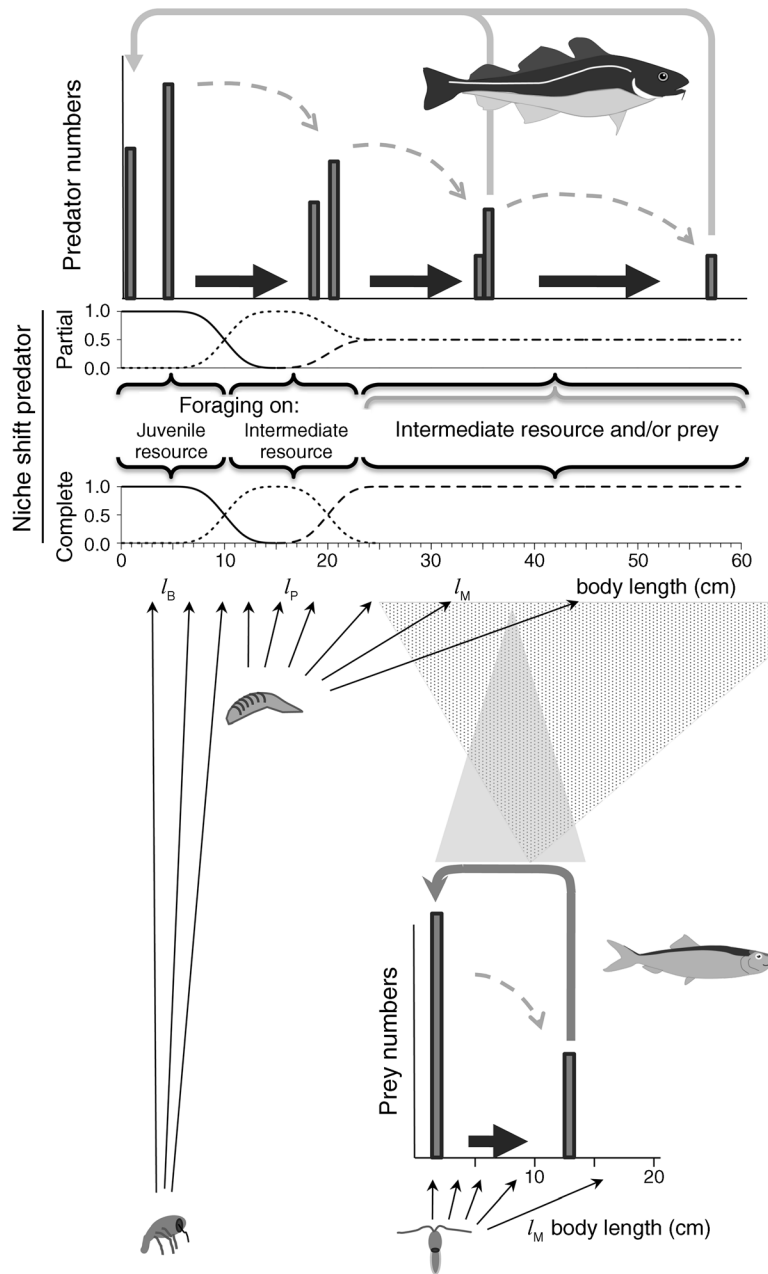 Predator numbers
Niche shift predator
Partial
1.0
0.5
0.0
Foraging on:
Juvenile
resource
Intermediate
resource
Intermediate resource and/or prey
Complete
1.0
0.5
0.0
0 10 20 30 40 50 60
lB lP lM body length (cm)
Prey numbers
10 20
lM body length (cm)